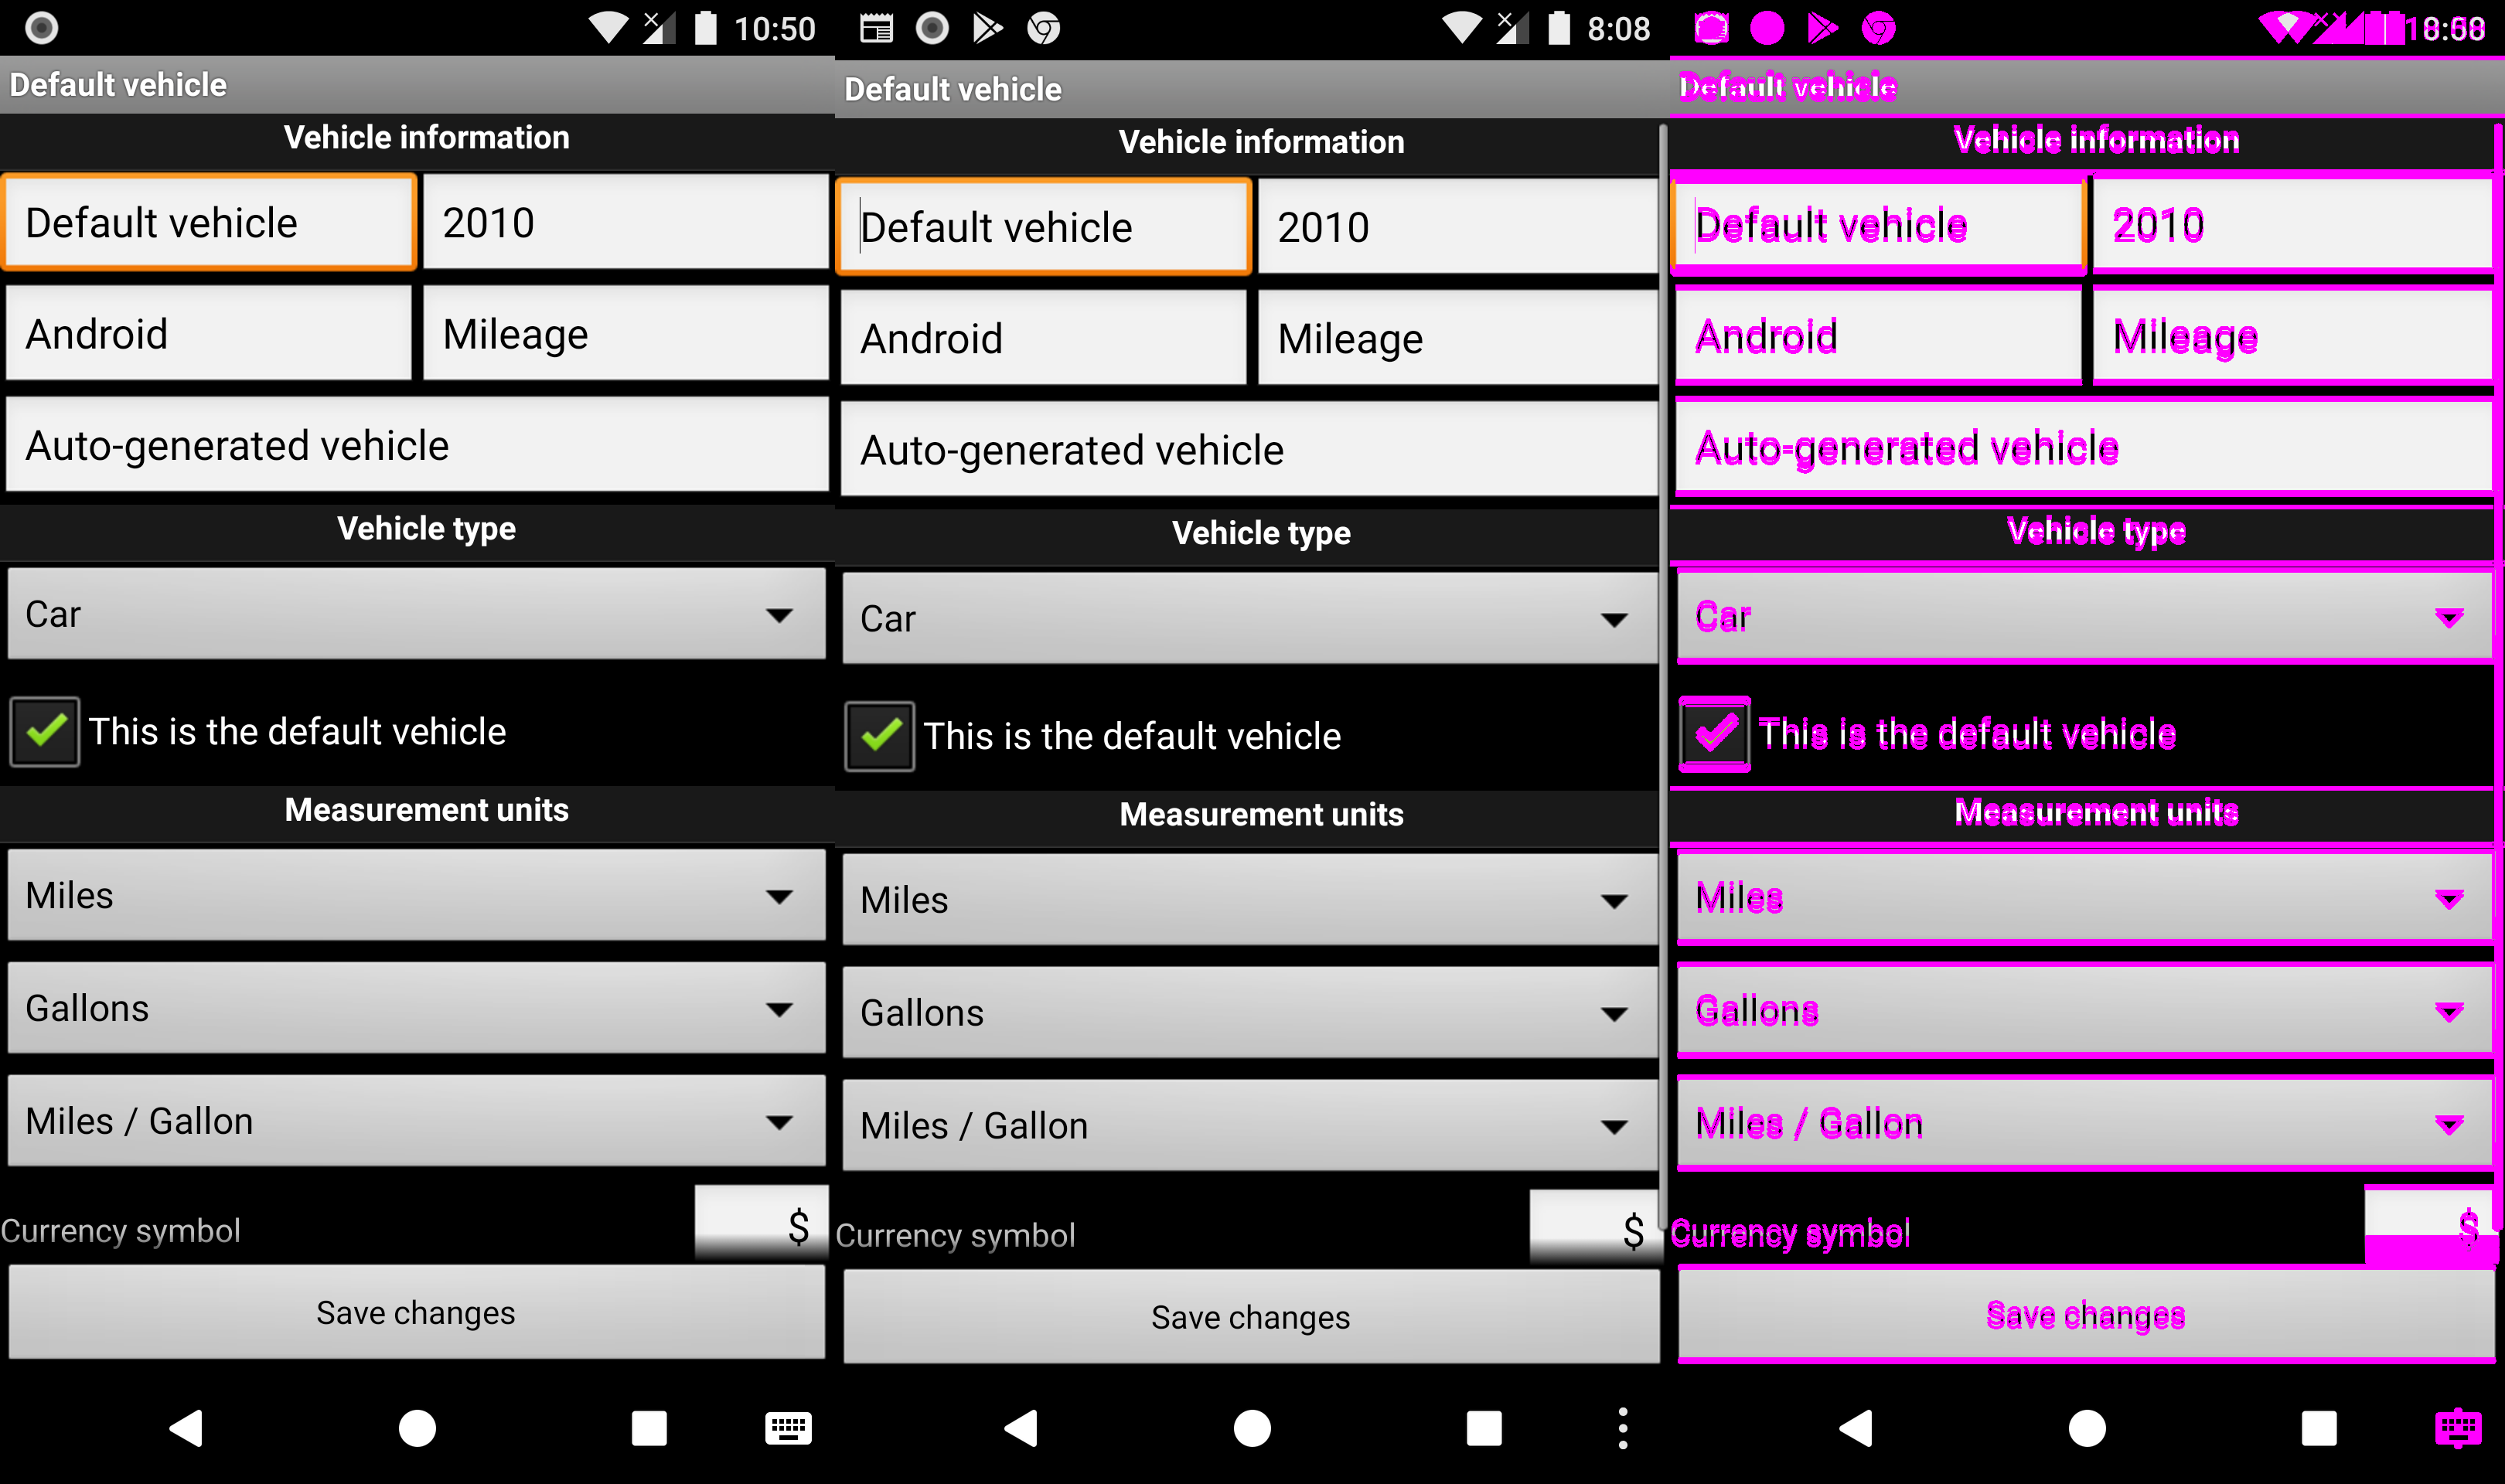 10:50
Default vehicle
Vehicle information
Default vehicle 2010
Android Mileage
Auto-generated vehicle
Vehicle type
Car
This is the default vehicle
Measurement units
Miles
Gallons
Miles / Gallon
Currency symbol $
Save changes
8:08
Default vehicle
Vehicle information
Default vehicle 2010
Android Mileage
Auto-generated vehicle
Vehicle type
Car
This is the default vehicle
Measurement units
Miles
Gallons
Miles / Gallon
Currency symbol $
Save changes
Default vehicle
Vehicle information
Default vehicle 2010
Android Mileage
Auto-generated vehicle
Vehicle type
Car
This is the default vehicle
Measurement units
Miles
Gallons
Miles / Gallon
Currency symbol $
Save changes